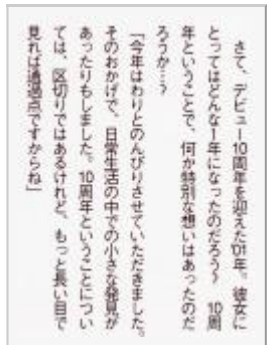 さて、デビュー10周年を迎えた'01年。彼女に
とってはどんな1年になったのだろう？　10周
年ということで、何か特別な想いはあったのだ
ろうか…？
「今年はわりとのんびりさせていただきました。
そのおかげで、日常生活の中での小さな発見が
あったりもしました。10周年ということについ
ては、区切りではあるけれど、もっと長い目で
見れば通過点ですからね」